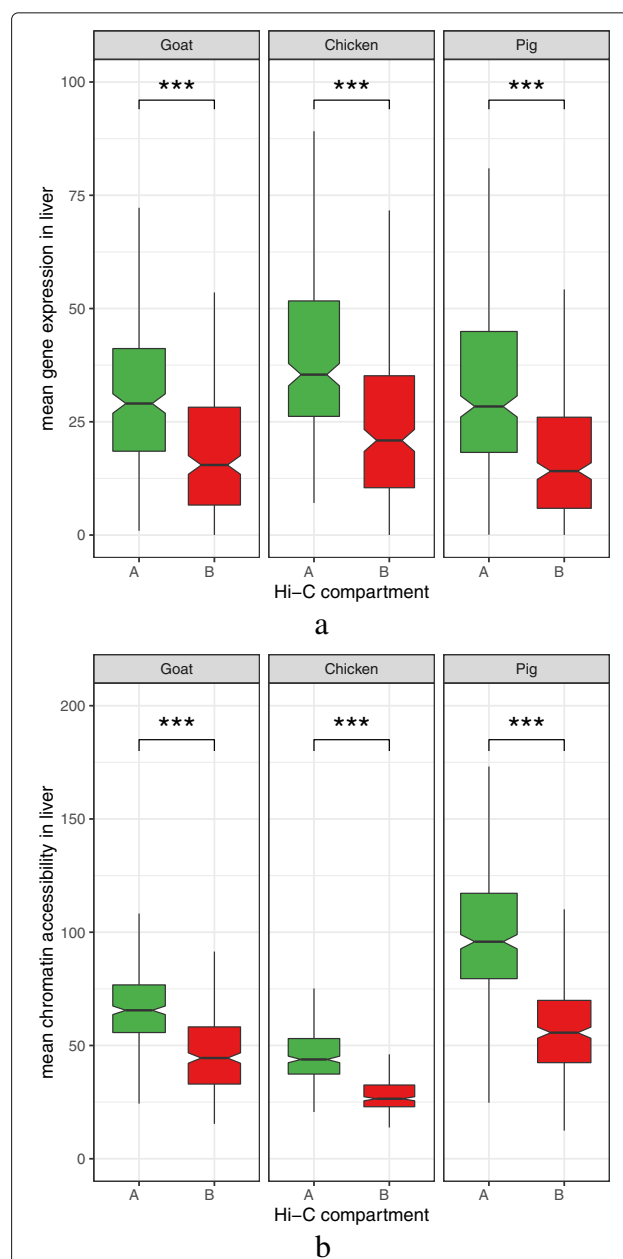 Goat Chicken Pig
*** *** ***
100
75
50
25
0
mean gene expression in liver
A B A B A B
Hi−C compartment
a
Goat Chicken Pig
*** *** ***
200
150
100
50
0
mean chromatin accessibility in liver
A B A B A B
Hi−C compartment
b